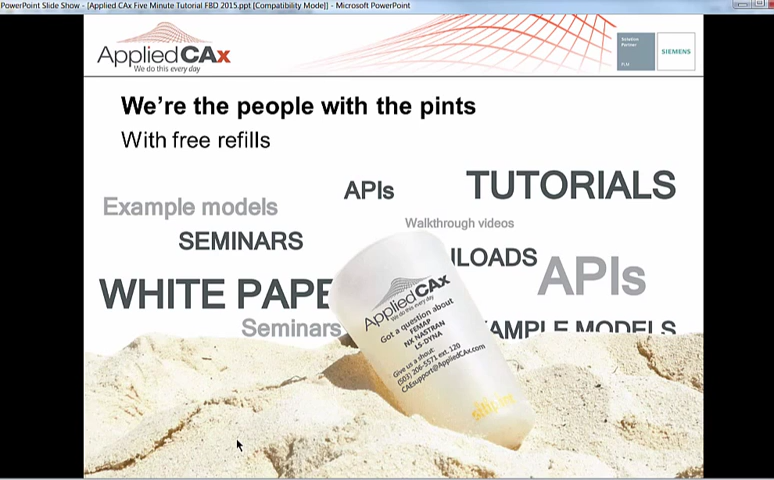 PowerPoint Slide Show - [Applied CAx Five Minute Tutorial FBD 2015.ppt [Compatibility Mode]] - Microsoft PowerPoint
AppliedCAx
We do this every day
Solution
Partner
PLM
SIEMENS
We're the people with the pints
With free refills
APIs
TUTORIALS
Example models
Walkthrough videos
SEMINARS
NLOADS
APIs
WHITE PAPE
Seminars
AMPLE MODELS
AppliedCAx
We do this every day
Got a question about
FEMAP
NX NASTRAN
LS-DYNA
Give us a shout:
(503) 206-5571 ext.120
CAEsupport@AppliedCAx.com